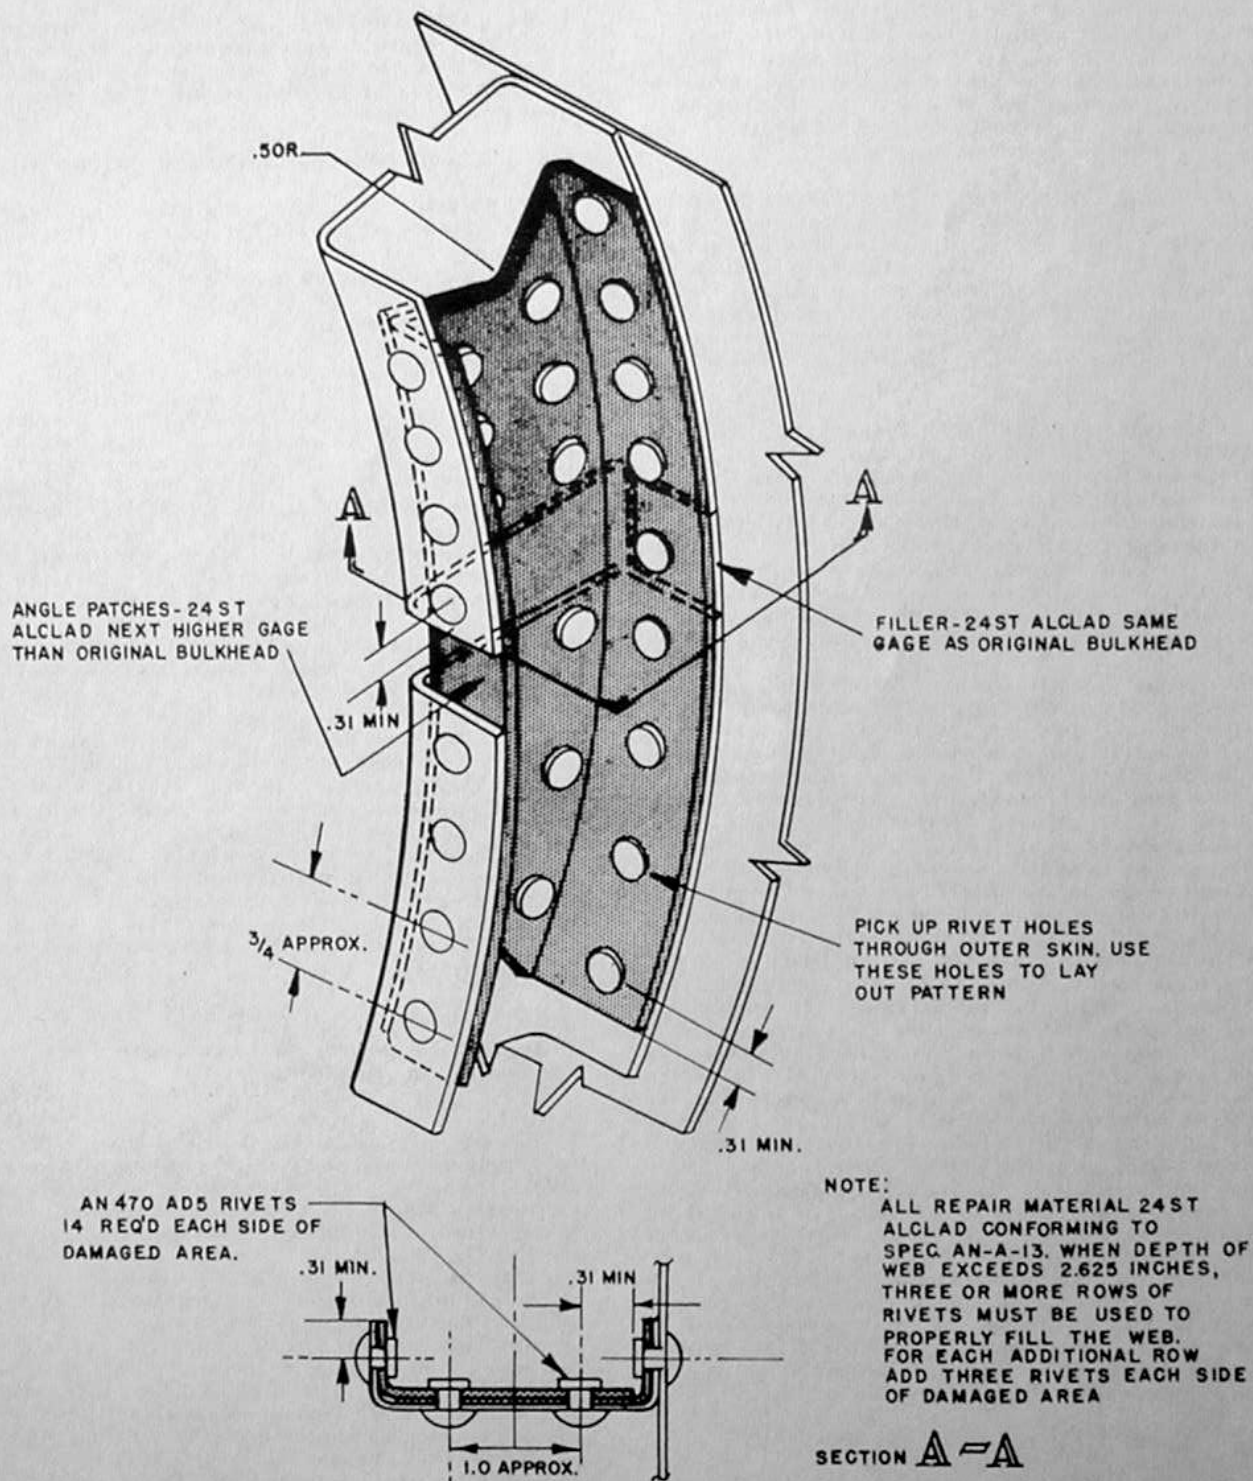 .50R
A
A
ANGLE PATCHES-24 ST
ALCLAD NEXT HIGHER GAGE
THAN ORIGINAL BULKHEAD
.31 MIN
FILLER-24ST ALCLAD SAME
GAGE AS ORIGINAL BULKHEAD
3/4 APPROX.
PICK UP RIVET HOLES
THROUGH OUTER SKIN. USE
THESE HOLES TO LAY
OUT PATTERN
.31 MIN.
AN 470 AD5 RIVETS
14 REQ'D EACH SIDE OF
DAMAGED AREA.
.31 MIN.
.31 MIN
1.0 APPROX.
NOTE:
ALL REPAIR MATERIAL 24ST
ALCLAD CONFORMING TO
SPEC. AN-A-13. WHEN DEPTH OF
WEB EXCEEDS 2.625 INCHES,
THREE OR MORE ROWS OF
RIVETS MUST BE USED TO
PROPERLY FILL THE WEB.
FOR EACH ADDITIONAL ROW
ADD THREE RIVETS EACH SIDE
OF DAMAGED AREA
SECTION A-A